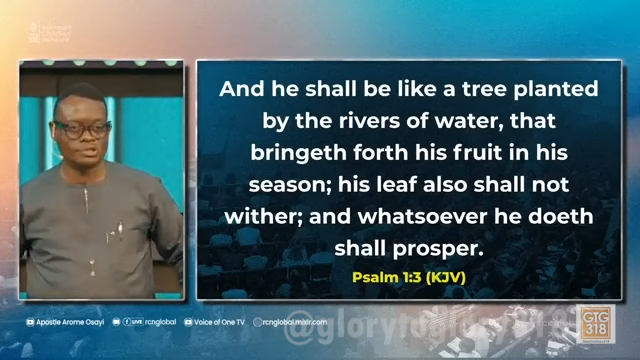 And he shall be like a tree planted
by the rivers of water, that
bringeth forth his fruit in his
season; his leaf also shall not
wither; and whatsoever he doeth
shall prosper.
Psalm 1:3 (KJV)
Apostle Arome Osayi LIVE rcnglobal Voice of One TV rcnglobal.mixlr.com
GTG
318